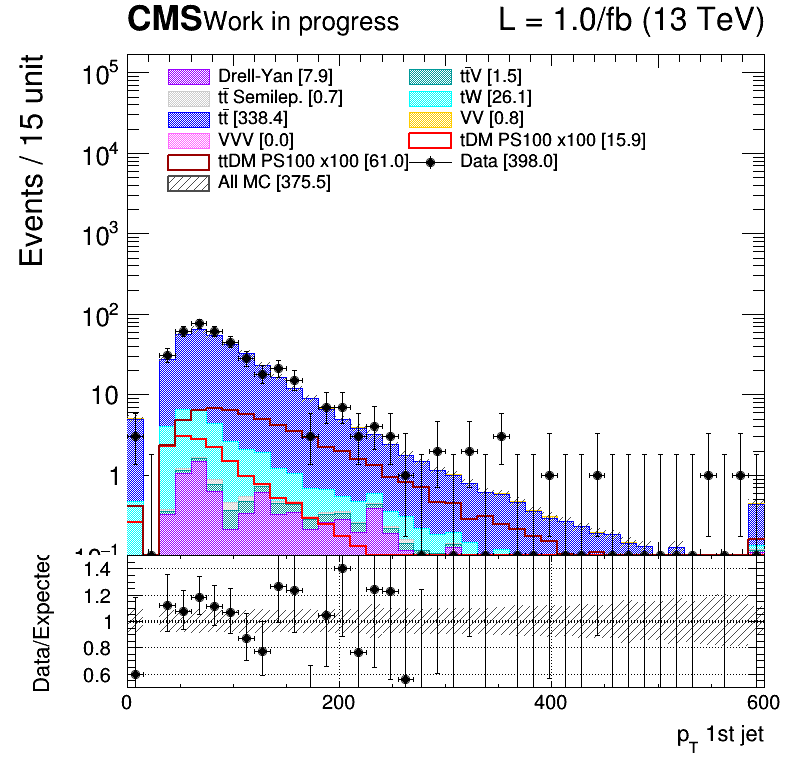 CMS Work in progress L = 1.0/fb (13 TeV)
Events / 15 unit
10⁵
10⁴
10³
10²
10
1
10⁻¹
Drell-Yan [7.9]
tt̄V [1.5]
tt̄ Semilep. [0.7]
tW [26.1]
tt̄ [338.4]
VV [0.8]
VVV [0.0]
tDM PS100 x100 [15.9]
ttDM PS100 x100 [61.0]
Data [398.0]
All MC [375.5]
Data/Expected
1.4
1.2
1
0.8
0.6
0 200 400 600
p_T 1st jet